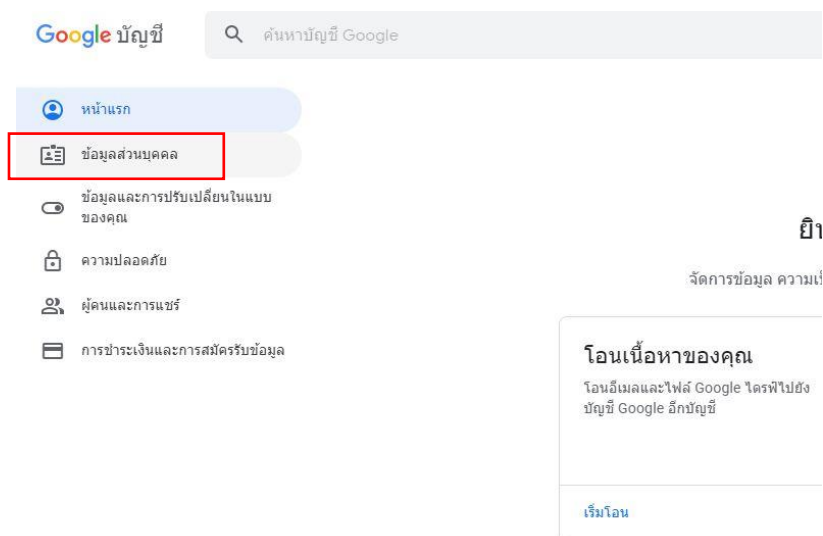 Google บัญชี
ค้นหาบัญชี Google
หน้าแรก
ข้อมูลส่วนบุคคล
ข้อมูลและการปรับเปลี่ยนในแบบ
ของคุณ
ความปลอดภัย
ผู้คนและการแชร์
การชำระเงินและการสมัครรับข้อมูล
จัดการข้อมูล
โอนเนื้อหาของคุณ
โอนอีเมลและไฟล์ Google ไดรฟ์ไปยัง
บัญชี Google อีกบัญชี
เริ่มโอน